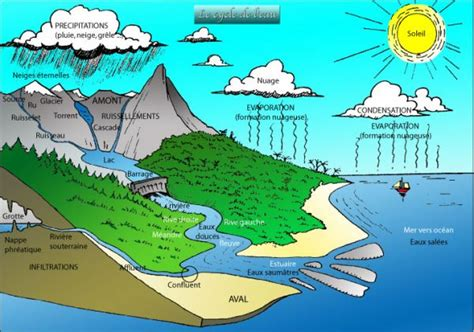 Le cycle de l'eau
PRECIPITATIONS
(pluie, neige, grêle ...)
Soleil
Neiges éternelles
Nuage
Source
Glacier
AMONT
Ru
Torrent
RUISSELLEMENTS
Ruisselet
Cascade
Ruisseau
EVAPORATION
(formation nuageuse)
CONDENSATION
EVAPORATION
(formation nuageuse)
Lac
Barrage
rivière
Rive droite
Rive gauche
Grotte
Méandre
Eaux
douces
fleuve
Mer vers océan
Eaux salées
Nappe
phréatique
Rivière
souterraine
INFILTRATIONS
Affluent
Confluent
Estuaire
Eaux saumâtres
AVAL